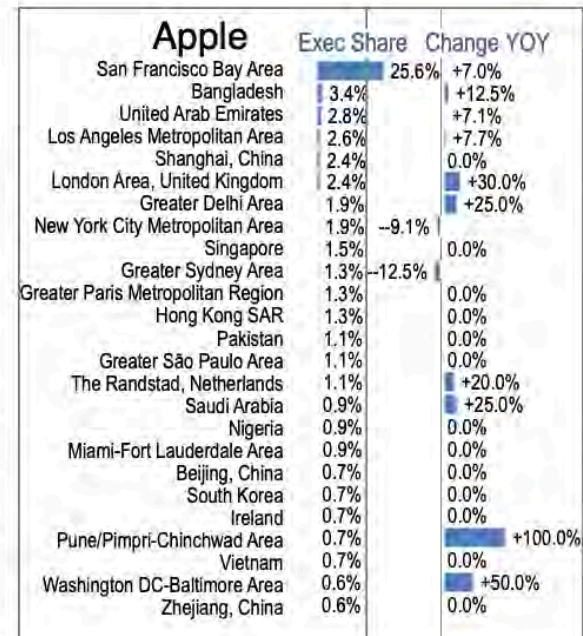 Apple Exec Share Change YOY
San Francisco Bay Area 25.6% +7.0%
Bangladesh 3.4% +12.5%
United Arab Emirates 2.8% +7.1%
Los Angeles Metropolitan Area 2.6% +7.7%
Shanghai, China 2.4% 0.0%
London Area, United Kingdom 2.4% +30.0%
Greater Delhi Area 1.9% +25.0%
New York City Metropolitan Area 1.9% --9.1%
Singapore 1.5% 0.0%
Greater Sydney Area 1.3% --12.5%
Greater Paris Metropolitan Region 1.3% 0.0%
Hong Kong SAR 1.3% 0.0%
Pakistan 1.1% 0.0%
Greater São Paulo Area 1.1% 0.0%
The Randstad, Netherlands 1.1% +20.0%
Saudi Arabia 0.9% +25.0%
Nigeria 0.9% 0.0%
Miami-Fort Lauderdale Area 0.9% 0.0%
Beijing, China 0.7% 0.0%
South Korea 0.7% 0.0%
Ireland 0.7% 0.0%
Pune/Pimpri-Chinchwad Area 0.7% +100.0%
Vietnam 0.7% 0.0%
Washington DC-Baltimore Area 0.6% +50.0%
Zhejiang, China 0.6% 0.0%